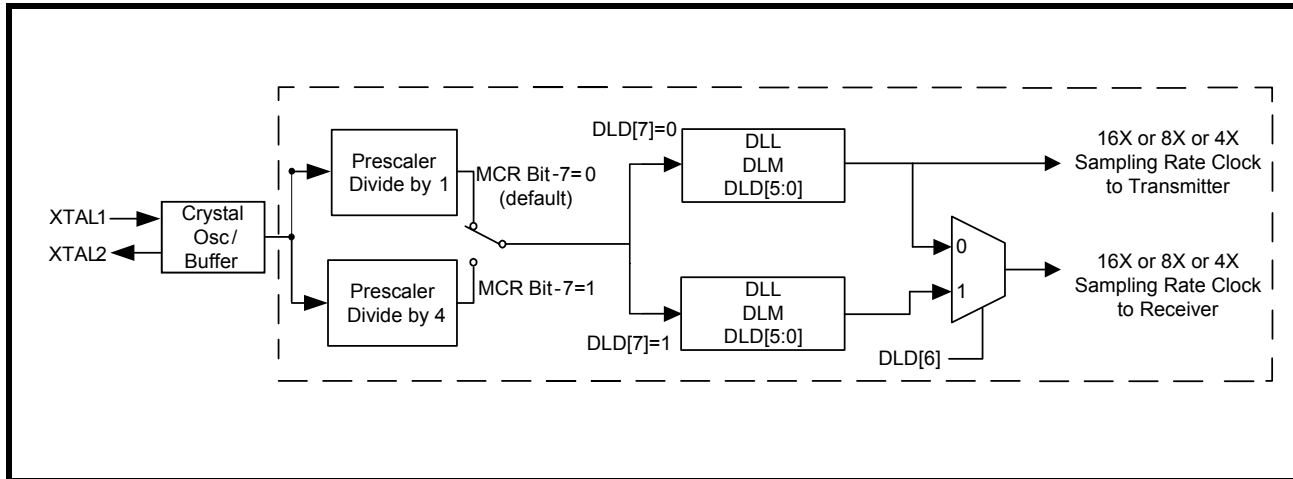 XTAL1
XTAL2
Crystal
Osc/
Buffer
Prescaler
Divide by 1
Prescaler
Divide by 4
MCR Bit-7=0
(default)
MCR Bit-7=1
DLD[7]=0
DLL
DLM
DLD[5:0]
DLD[7]=1
DLL
DLM
DLD[5:0]
0
1
DLD[6]
16X or 8X or 4X
Sampling Rate Clock
to Transmitter
16X or 8X or 4X
Sampling Rate Clock
to Receiver